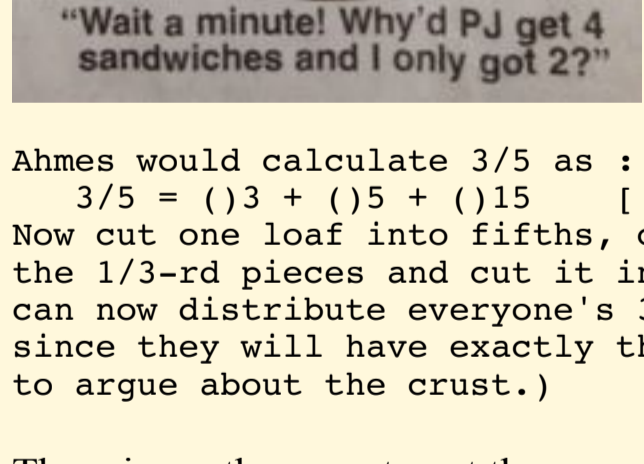 “Wait a minute! Why’d PJ get 4
sandwiches and I only got 2?”
Ahmes would calculate 3/5 as :
3/5 = ()3 + ()5 + ()15 [
Now cut one loaf into fifths,
the 1/3-rd pieces and cut it
can now distribute everyone's
since they will have exactly
to argue about the crust.)